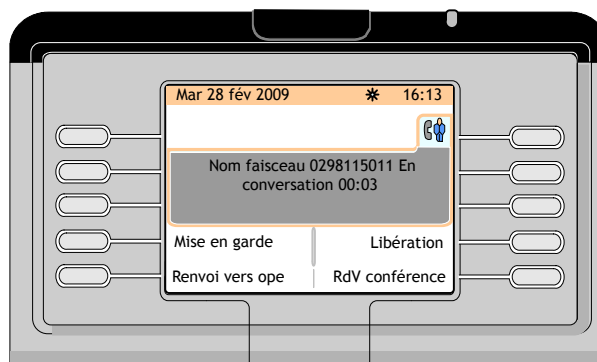 Mar 28 fév 2009 16:13
Nom faisceau 0298115011 En
conversation 00:03
Mise en garde Libération
Renvoi vers ope RdV conférence